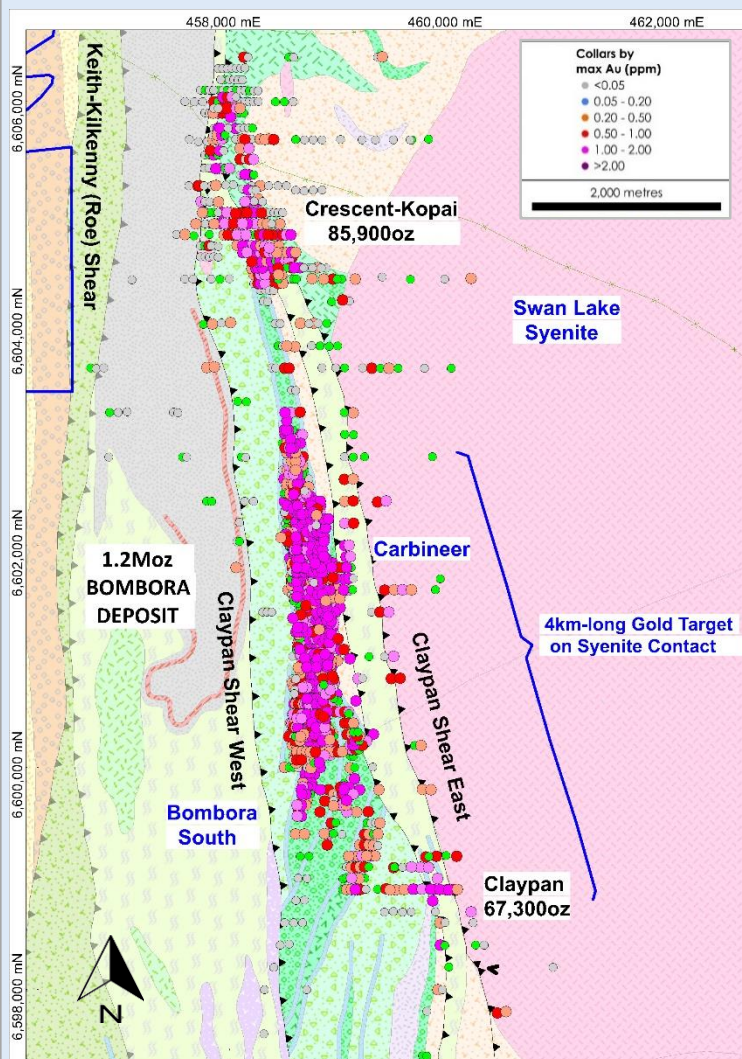 458,000 mE
460,000 mE
462,000 mE
Collars by
max Au (ppm)
<0.05
0.05 - 0.20
0.20 - 0.50
0.50 - 1.00
1.00 - 2.00
>2.00
2,000 metres
6,606,000 mN
6,604,000 mN
6,602,000 mN
6,600,000 mN
6,598,000 mN
Keith-Kilkenny (Roe) Shear
Crescent-Kopai
85,900oz
Swan Lake
Syenite
1.2Moz
BOMBORA
DEPOSIT
Carbineer
4km-long Gold Target
on Syenite Contact
Claypan Shear West
Claypan Shear East
Bombora
South
Claypan
67,300oz
N